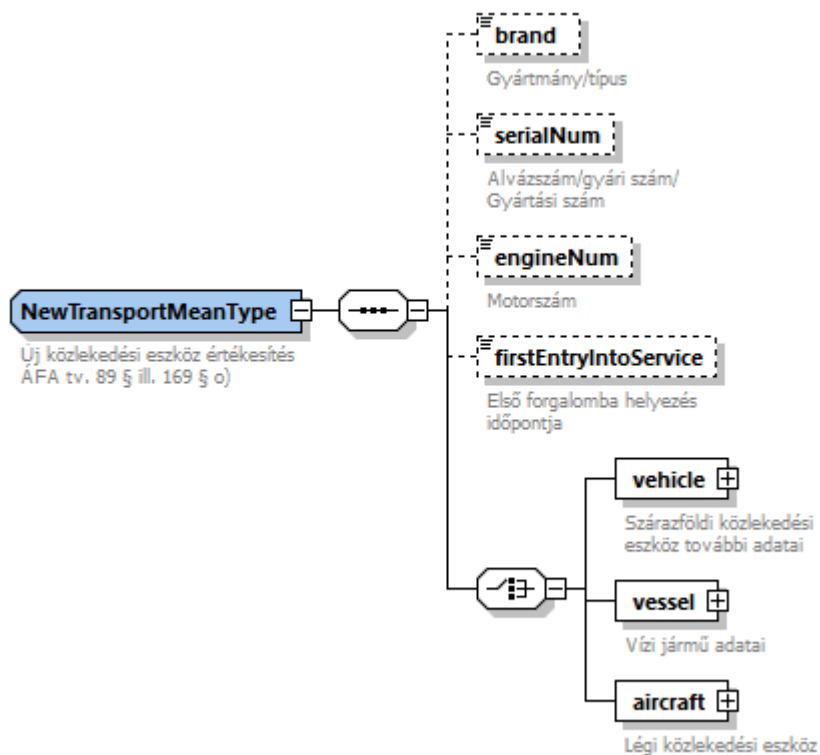 brand
Gyártmány/típus
serialNum
Alvázszám/gyári szám/
Gyártási szám
engineNum
Motorszám
NewTransportMeanType
Új közlekedési eszköz értékesítés
ÁFA tv. 89 § ill. 169 § o)
firstEntryIntoService
Első forgalomba helyezés
időpontja
vehicle
Szárazföldi közlekedési
eszköz további adatai
vessel
Vízi jármű adatai
aircraft
Légi közlekedési eszköz